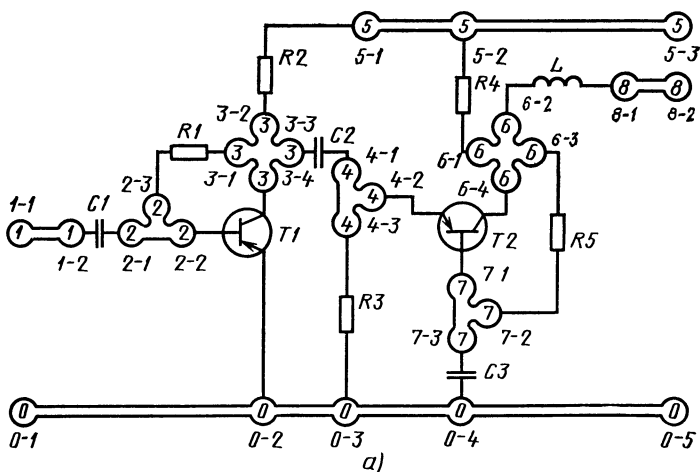 5 5 5
5-1 5-2 5-3
R2 R4 L 8 8
6-2 8-1 8-2
3-2 3 3-3 C2 6 6-3
R1 3 3 4-1 6-1 6 6
3-1 3 3-4 4 4-2 6-4 6
2-3 4
1-1 C1 2 4 4-3
1 1 2 2 T1 T2 R5
1-2 2-1 2-2
7 7 1
R3 7
7-3 7 7-2
C3
0 0 0 0 0
0-1 0-2 0-3 0-4 0-5
а)